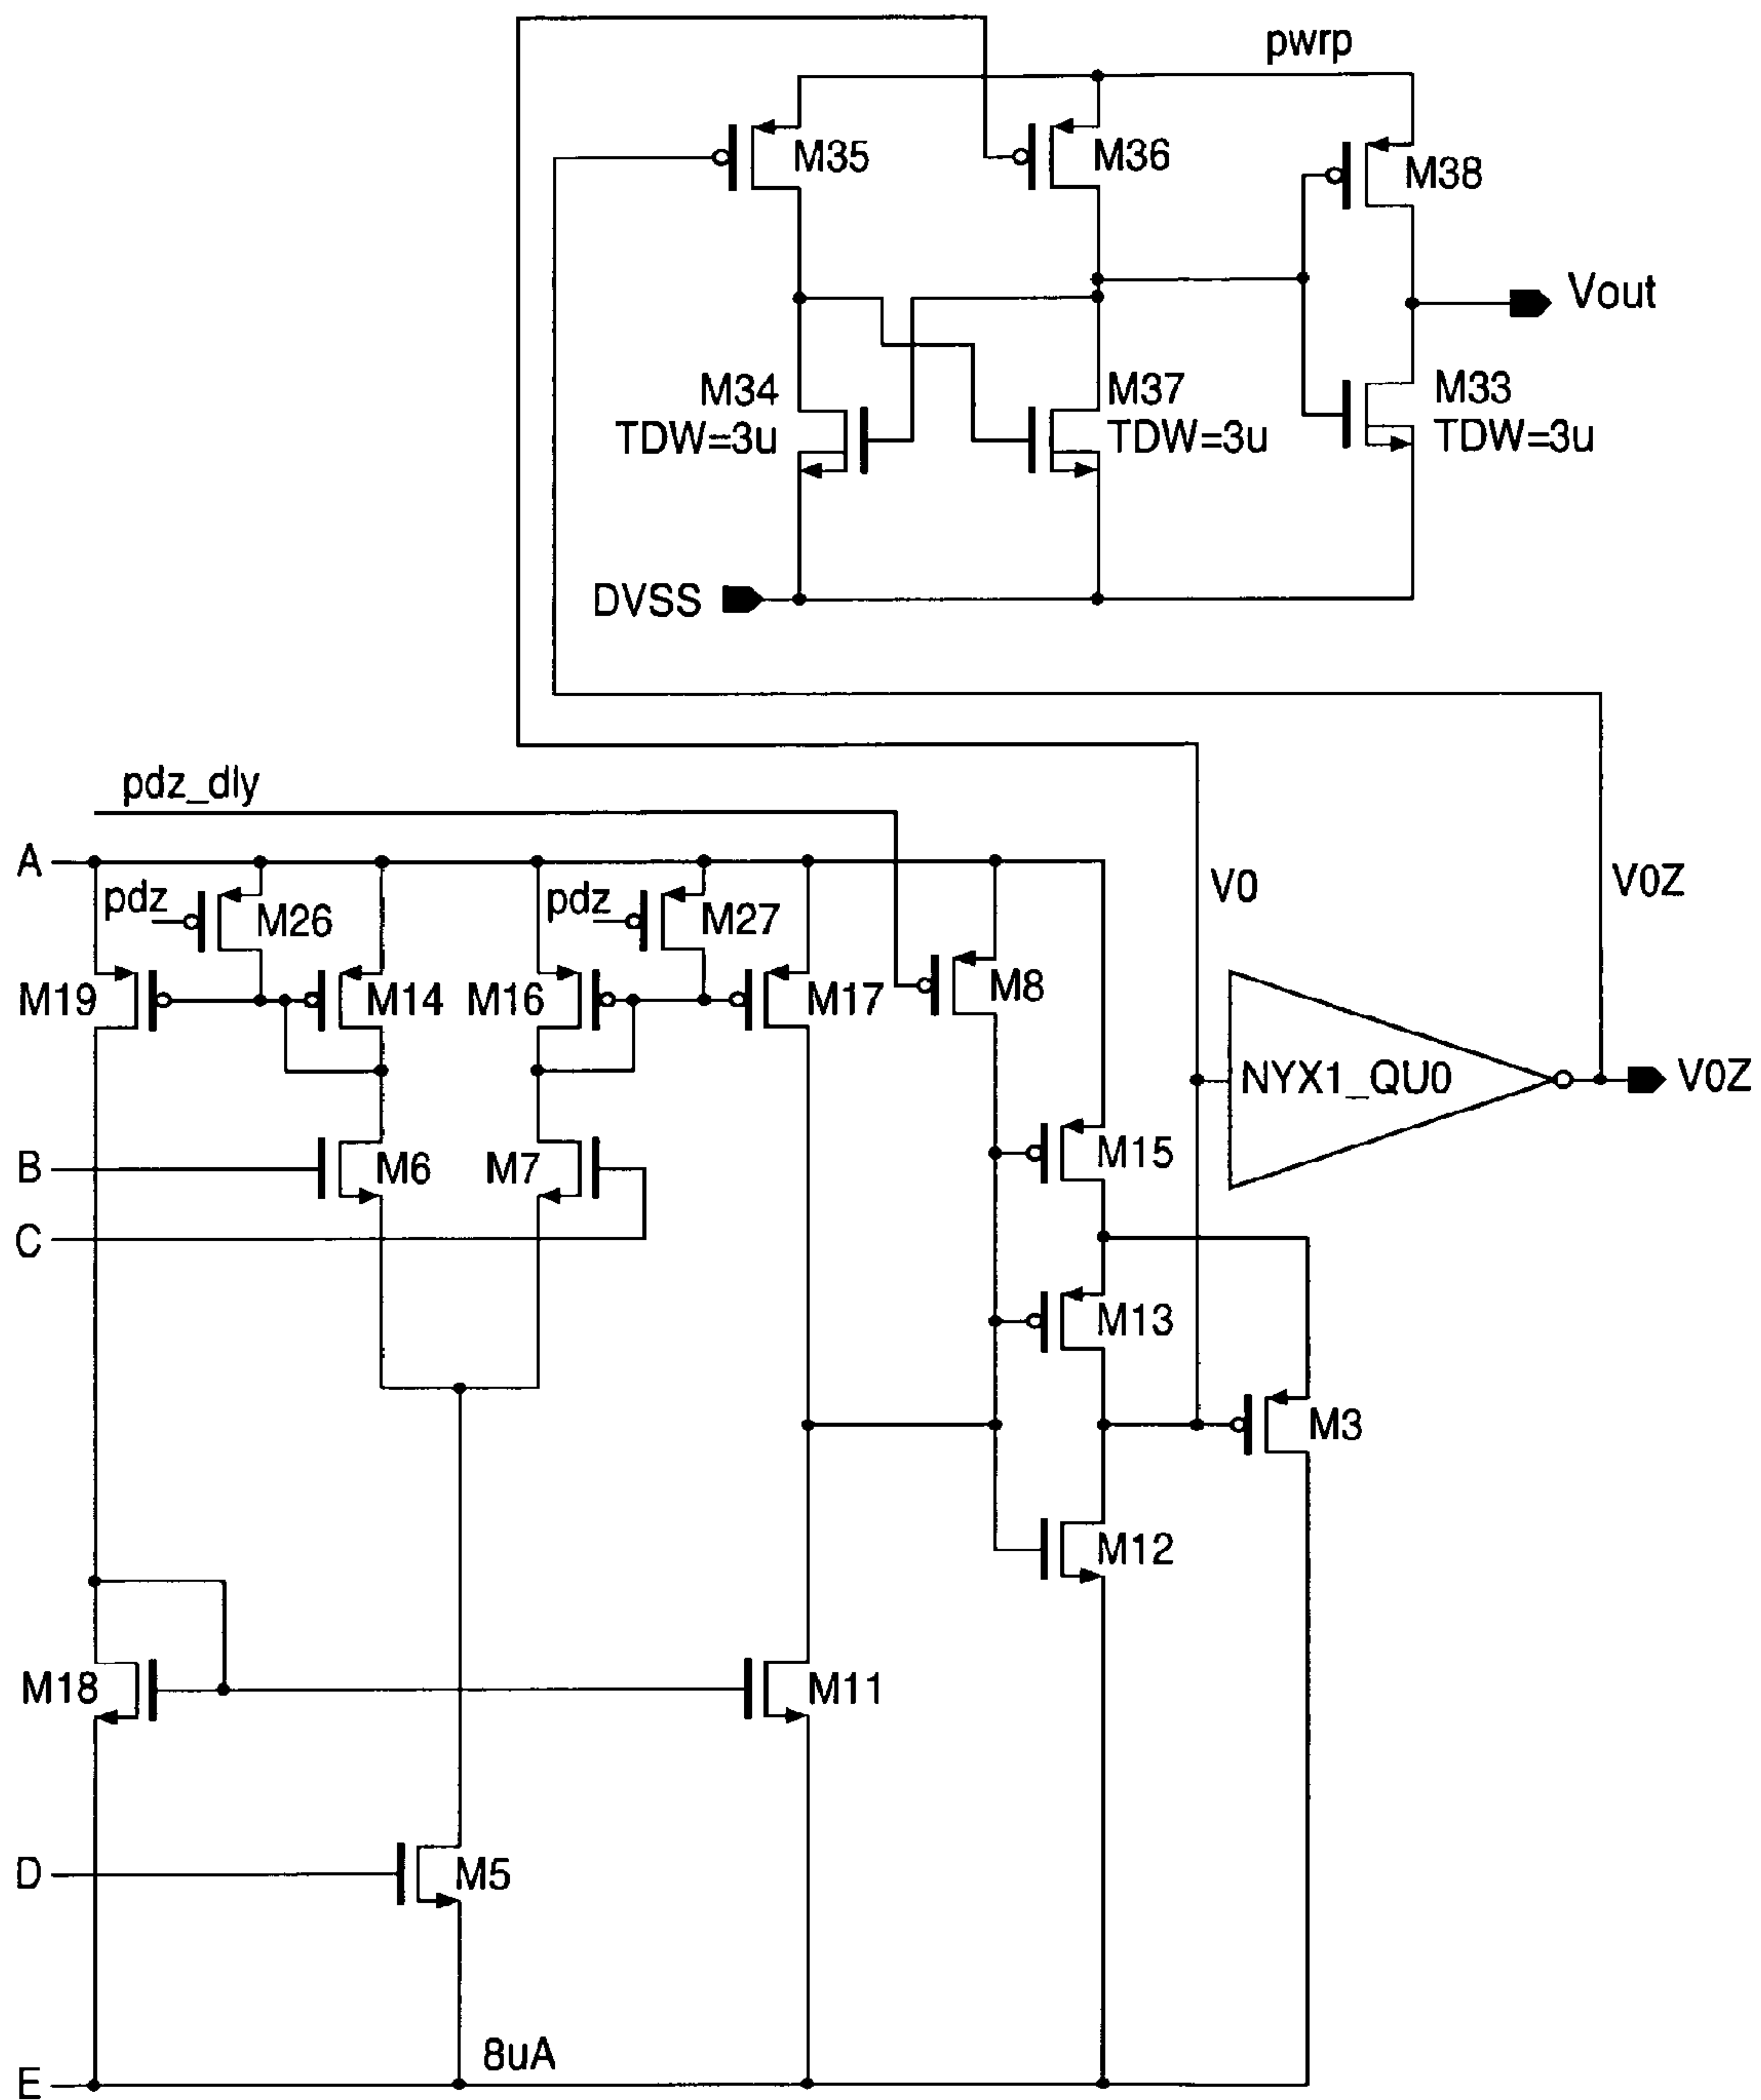 pwrp
M35
M36
M38
Vout
M34
TDW=3u
M37
TDW=3u
M33
TDW=3u
DVSS
pdz_dly
A
V0
V0Z
pdz
M26
pdz
M27
M19
M14
M16
M17
M8
NYX1_QU0
V0Z
B
M6
M7
M15
C
M13
M3
M12
M18
M11
D
M5
8uA
E